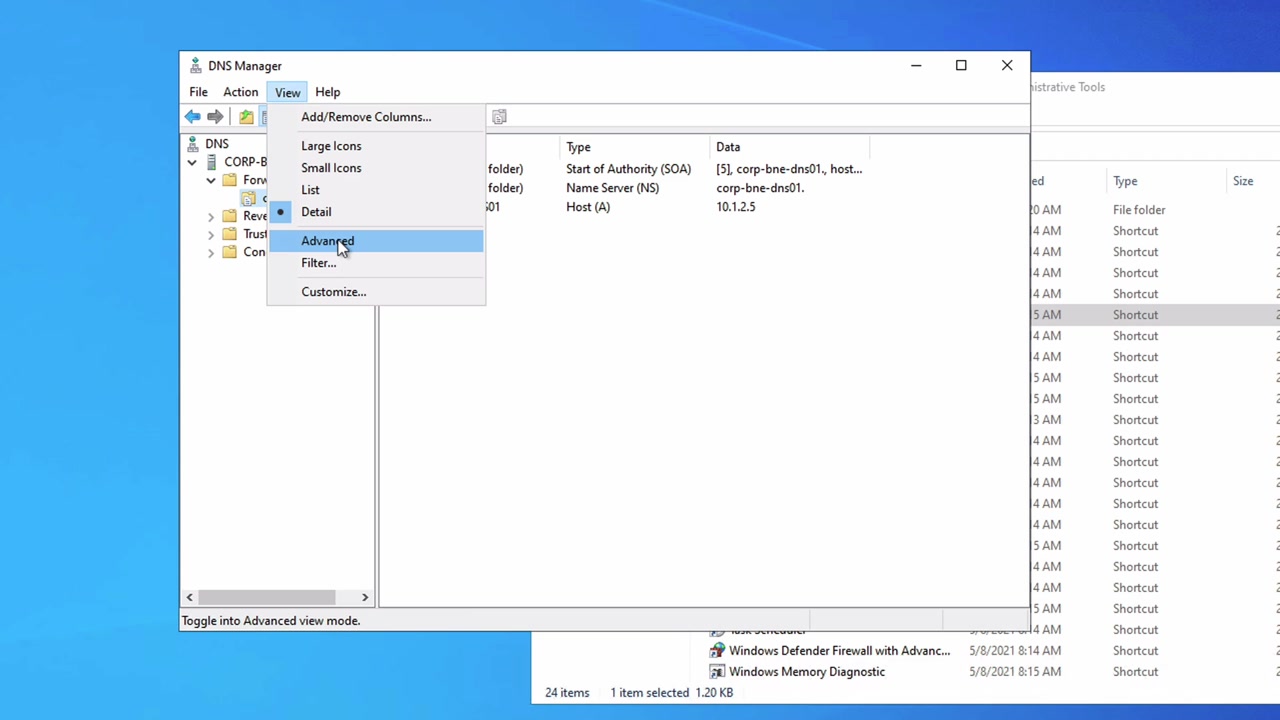 DNS Manager
File Action View Help
Add/Remove Columns...
Large Icons
Small Icons
List
Detail
Advanced
Filter...
Customize...
DNS
CORP-B
Forw
Reve
Trust
Con
Type Data
folder) Start of Authority (SOA) [5], corp-bne-dns01., host...
folder) Name Server (NS) corp-bne-dns01.
S01 Host (A) 10.1.2.5
Toggle into Advanced view mode.
istrative Tools
ed Type Size
20 AM File folder
4 AM Shortcut
4 AM Shortcut
4 AM Shortcut
4 AM Shortcut
5 AM Shortcut
4 AM Shortcut
4 AM Shortcut
5 AM Shortcut
5 AM Shortcut
3 AM Shortcut
4 AM Shortcut
4 AM Shortcut
4 AM Shortcut
4 AM Shortcut
4 AM Shortcut
5 AM Shortcut
4 AM Shortcut
4 AM Shortcut
5 AM Shortcut
Task Scheduler 5/8/2021 8:14 AM Shortcut
Windows Defender Firewall with Advanc... 5/8/2021 8:14 AM Shortcut
Windows Memory Diagnostic 5/8/2021 8:15 AM Shortcut
24 items 1 item selected 1.20 KB